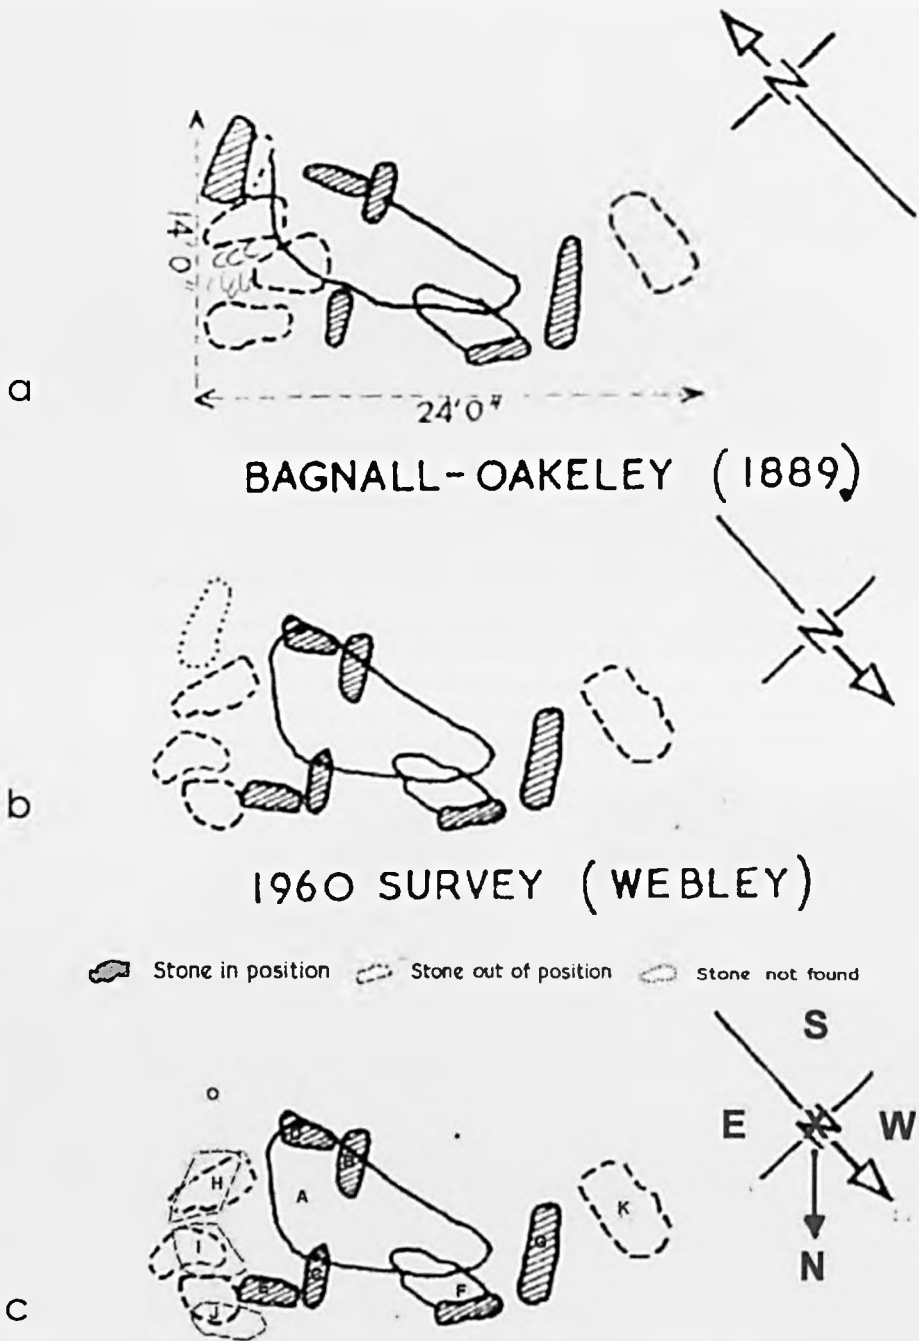 N
14' 0"
a
24' 0"
BAGNALL-OAKELEY (1889)
N
b
1960 SURVEY (WEBLEY)
Stone in position Stone out of position Stone not found
S
E X W
N
O
D
B
H
A
K
I
C
G
E
F
J
c